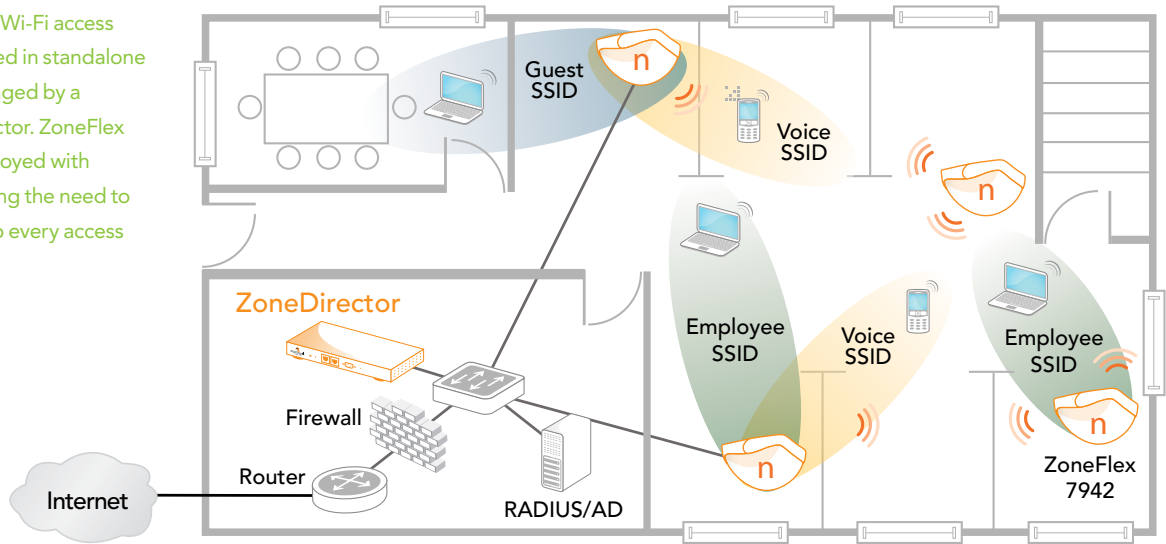 Wi-Fi access
ed in standalone
ged by a
ctor. ZoneFlex
oyed with
ng the need to
o every access
Guest
SSID
n
Voice
SSID
n
ZoneDirector
Employee
SSID
Voice
SSID
Employee
SSID
Firewall
n
n
Router
Internet
RADIUS/AD
ZoneFlex
7942